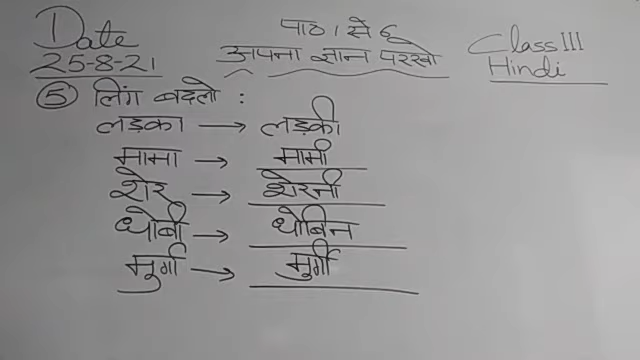 Date
25-8-21
पाठ 1 से 6
अपना ज्ञान परखो
Class III
Hindi
5 लिंग बदलो :
लड़का → लड़की
मामा → मामी
शेर → शेरनी
धोबी → धोबिन
मुर्गा → मुर्गी